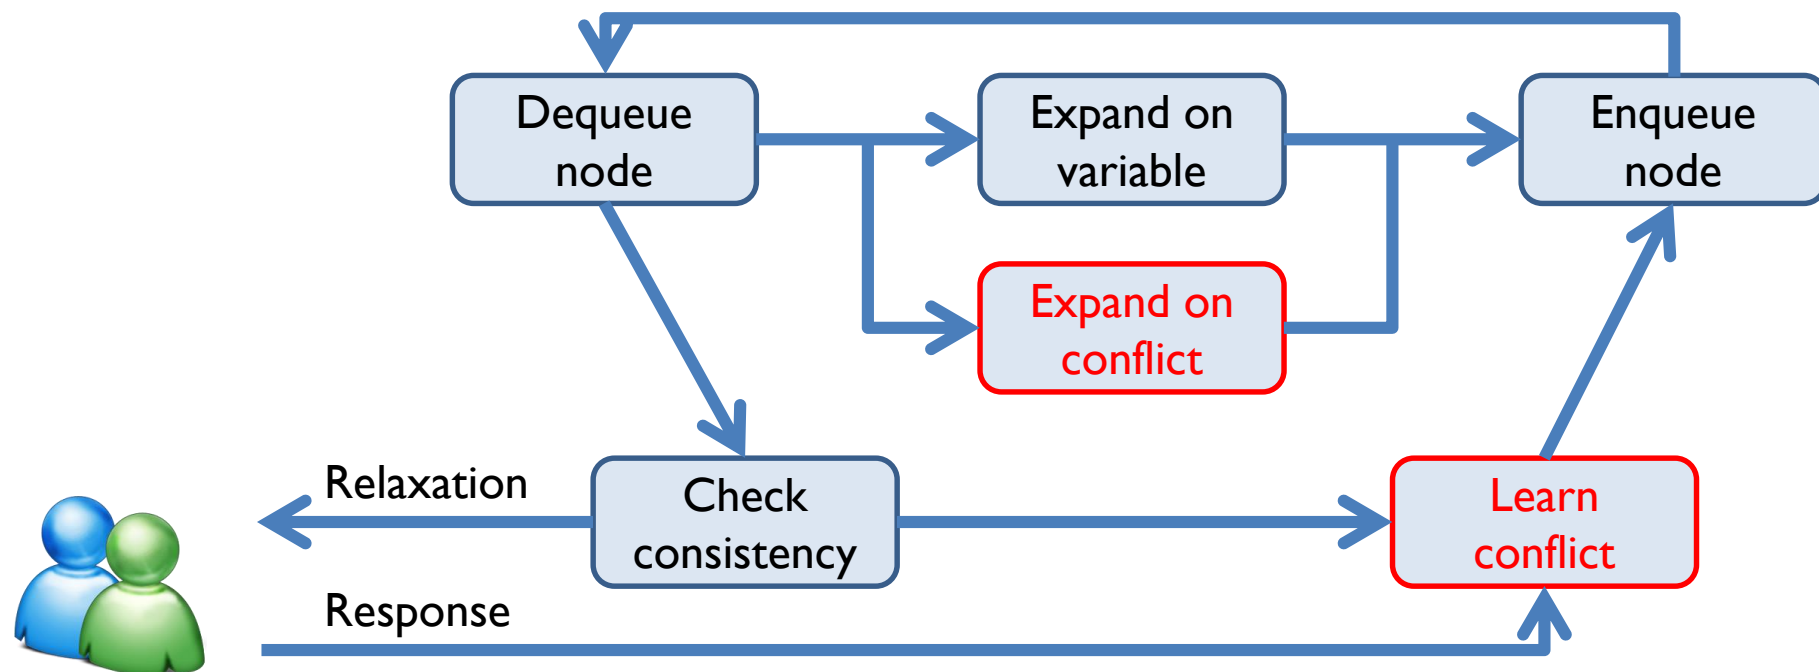 Dequeue
node
Expand on
variable
Enqueue
node
Expand on
conflict
Relaxation
Check
consistency
Learn
conflict
Response